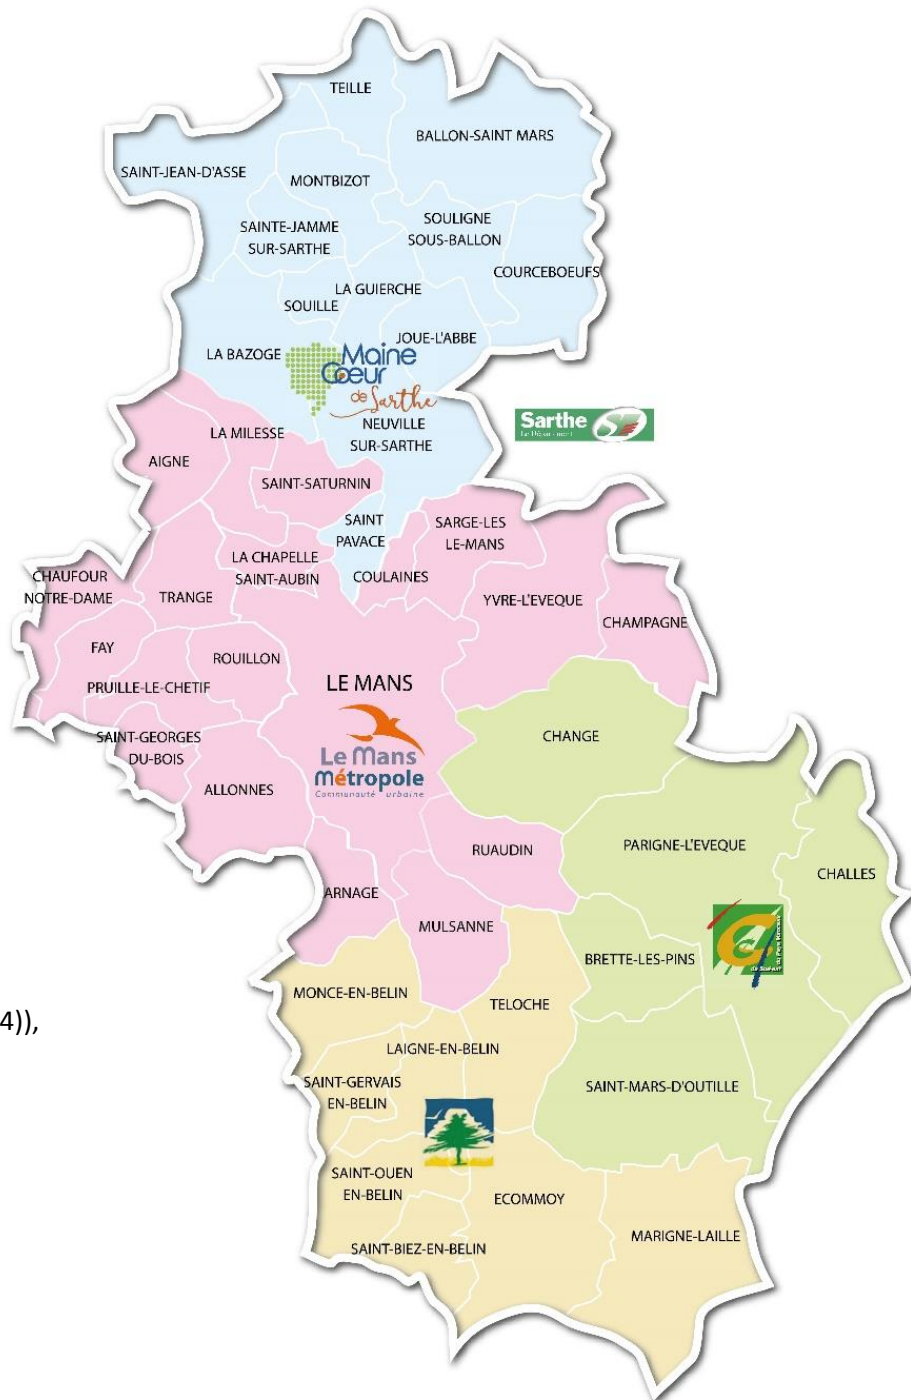 TEILLE
BALLON-SAINT MARS
SAINT-JEAN-D'ASSE
MONTBIZOT
SAINTE-JAMME
SUR-SARTHE
SOULIGNE
SOUS-BALLON
COURCEBOEUFS
LA GUIERCHE
SOUILLE
JOUE-L'ABBE
LA BAZOGE
Maine
Cœur
de Sarthe
NEUVILLE
SUR-SARTHE
Sarthe
Le Département
LA MILESSE
AIGNE
SAINT-SATURNIN
SAINT
PAVACE
SARGE-LES
LE-MANS
LA CHAPELLE
SAINT-AUBIN
COULAINES
CHAUFOUR
NOTRE-DAME
TRANGE
YVRE-L'EVEQUE
CHAMPAGNE
FAY
ROUILLON
PRUILLE-LE-CHETIF
LE MANS
SAINT-GEORGES
DU-BOIS
Le Mans
Métropole
Communauté urbaine
CHANGE
ALLONNES
RUAUDIN
PARIGNE-L'EVEQUE
CHALLES
ARNAGE
MULSANNE
BRETTE-LES-PINS
MONCE-EN-BELIN
TELOCHE
4)),
LAIGNE-EN-BELIN
SAINT-GERVAIS
EN-BELIN
SAINT-MARS-D'OUTILLE
SAINT-OUEN
EN-BELIN
ECOMMOY
MARIGNE-LAILLE
SAINT-BIEZ-EN-BELIN